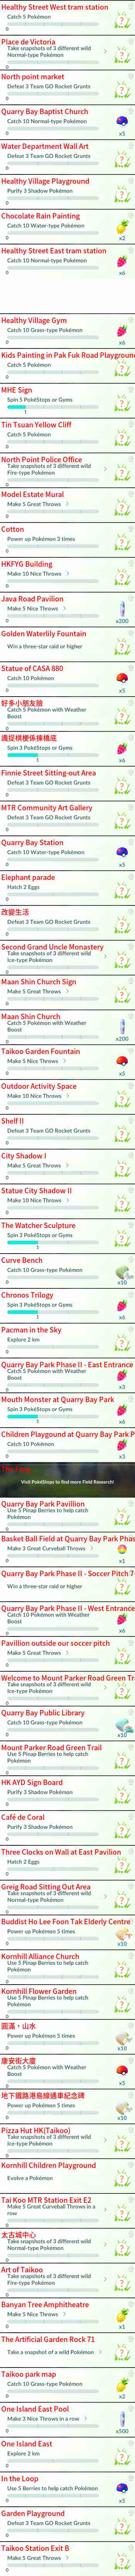 Healthy Street West tram station
Catch 5 Pokémon
0
Place de Victoria
Take snapshots of 3 different wild
Normal-type Pokémon
0
North point market
Defeat 3 Team GO Rocket Grunts
0
Quarry Bay Baptist Church
Catch 10 Normal-type Pokémon
x5
0
Water Department Wall Art
Defeat 3 Team GO Rocket Grunts
0
Healthy Village Playground
Purify 3 Shadow Pokémon
0
Chocolate Rain Painting
Catch 10 Water-type Pokémon
x2
0
Healthy Street East tram station
Catch 10 Normal-type Pokémon
x6
0
Healthy Village Gym
Catch 10 Grass-type Pokémon
x6
0
Kids Painting in Pak Fuk Road Playground
Catch 5 Pokémon
0
MHE Sign
Spin 5 PokéStops or Gyms
1
Tin Tsuan Yellow Cliff
Catch 5 Pokémon
0
North Point Police Office
Take snapshots of 3 different wild
Fire-type Pokémon
0
Model Estate Mural
Make 5 Great Throws
0
Cotton
Power up Pokémon 3 times
0
HKFYG Building
Make 10 Nice Throws
0
Java Road Pavilion
Make 5 Nice Throws
x200
0
Golden Waterlily Fountain
Win a three-star raid or higher
0
Statue of CASA 880
Catch 10 Pokémon
x5
0
好多小朋友臉
Catch 5 Pokémon with Weather
Boost
0
識捉棋梗係揀橋底
Spin 3 PokéStops or Gyms
x6
1
Finnie Street Sitting-out Area
Defeat 3 Team GO Rocket Grunts
0
MTR Community Art Gallery
Defeat 3 Team GO Rocket Grunts
0
Quarry Bay Station
Catch 10 Water-type Pokémon
x5
0
Elephant parade
Hatch 2 Eggs
0
改變生活
Defeat 3 Team GO Rocket Grunts
0
Second Grand Uncle Monastery
Take snapshots of 3 different wild
Ice-type Pokémon
0
Maan Shin Church Sign
Make 5 Great Throws
0
Maan Shin Church
Catch 5 Pokémon with Weather
Boost
x200
0
Taikoo Garden Fountain
Make 5 Nice Throws
x5
0
Outdoor Activity Space
Make 10 Nice Throws
0
Shelf II
Defeat 3 Team GO Rocket Grunts
0
City Shadow I
Make 5 Great Throws
0
Statue City Shadow II
Make 10 Nice Throws
0
The Watcher Sculpture
Spin 3 PokéStops or Gyms
1
Curve Bench
Catch 10 Grass-type Pokémon
x10
0
Chronos Trilogy
Spin 3 PokéStops or Gyms
x6
1
Pacman in the Sky
Explore 2 km
0
Quarry Bay Park Phase II - East Entrance
Catch 5 Pokémon with Weather
Boost
x3
0
Mouth Monster at Quarry Bay Park
Spin 3 PokéStops or Gyms
x6
1
Children Playgound at Quarry Bay Park P
Catch 10 Pokémon
x3
0
Visit PokéStops to find more Field Research!
Quarry Bay Park Pavillion
Use 5 Pinap Berries to help catch
Pokémon
0
Basket Ball Field at Quarry Bay Park Phas
Make 3 Great Curveball Throws
x1
0
Quarry Bay Park Phase II - Soccer Pitch 7-
Win a three-star raid or higher
0
Quarry Bay Park Phase II - West Entrance
Catch 10 Pokémon with Weather
Boost
x6
0
Pavillion outside our soccer pitch
Make 5 Great Throws
0
Welcome to Mount Parker Road Green Tr
Take snapshots of 3 different wild
Ice-type Pokémon
0
Quarry Bay Public Library
Catch 10 Grass-type Pokémon
x10
0
Mount Parker Road Green Trail
Use 5 Pinap Berries to help catch
Pokémon
0
HK AYD Sign Board
Purify 3 Shadow Pokémon
0
Café de Coral
Purify 3 Shadow Pokémon
0
Three Clocks on Wall at East Pavilion
Hatch 2 Eggs
0
Greig Road Sitting Out Area
Take snapshots of 3 different wild
Normal-type Pokémon
0
Buddist Ho Lee Foon Tak Elderly Centre
Power up Pokémon 5 times
x10
0
Kornhill Alliance Church
Use 5 Pinap Berries to help catch
Pokémon
0
Kornhill Flower Garden
Use 5 Pinap Berries to help catch
Pokémon
0
圓滿，山水
Power up Pokémon 5 times
x10
0
康安街大廈
Catch 5 Pokémon with Weather
Boost
x5
0
地下鐵路港島線通車紀念碑
Power up Pokémon 5 times
x10
0
Pizza Hut HK(Taikoo)
Take snapshots of 3 different wild
Ice-type Pokémon
0
Kornhill Children Playground
Evolve a Pokémon
0
Tai Koo MTR Station Exit E2
Make 5 Great Curveball Throws in a
row
0
太古城中心
Take snapshots of 3 different wild
Normal-type Pokémon
0
Art of Taikoo
Take snapshots of 3 different wild
Fire-type Pokémon
0
Banyan Tree Amphitheatre
Make 5 Nice Throws
x1
0
The Artificial Garden Rock 71
Take a snapshot of a wild Pokémon
0
Taikoo park map
Catch 10 Grass-type Pokémon
x2
0
One Island East Pool
Make 3 Nice Throws in a row
x500
0
One Island East
Explore 2 km
0
In the Loop
Use 5 Berries to help catch Pokémon
x5
0
Garden Playground
Defeat 3 Team GO Rocket Grunts
0
Taikoo Station Exit B
Make 5 Great Throws
0